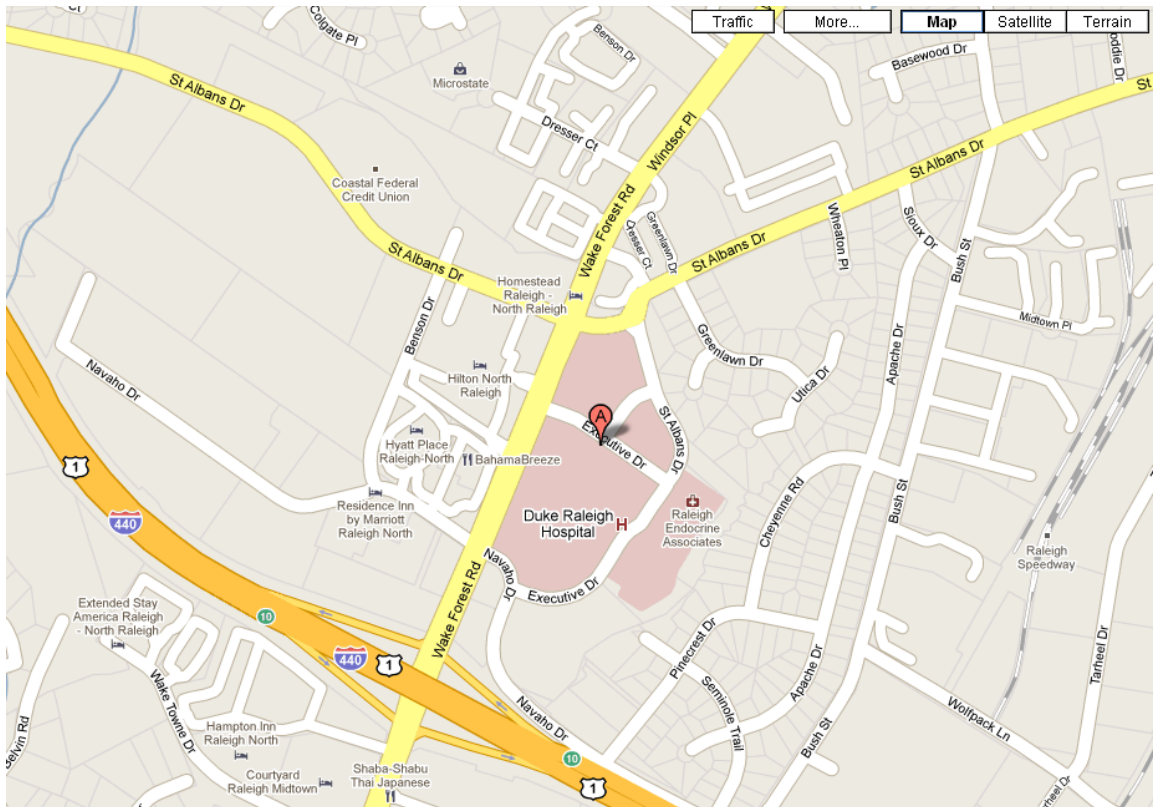 Traffic
More...
Map
Satellite
Terrain
Colgate Pl
Benson Dr
Basewood Dr
St Albans Dr
Microstate
St
Dresser Ct
Windsor Pl
St Albans Dr
Coastal Federal
Credit Union
Wake Forest Rd
Greenlawn Dr
Dresser Ct
Wheaton Pl
Sioux Dr
Bush St
St Albans Dr
St Albans Dr
Homestead
Raleigh -
North Raleigh
Benson Dr
Midtown Pl
Greenlawn Dr
Apache Dr
Navaho Dr
Hilton North
Raleigh
Utica Dr
A
St Albans Dr
Executive Dr
Hyatt Place
Raleigh-North
BahamaBreeze
1
Residence Inn
by Marriott
Raleigh North
440
Duke Raleigh
Hospital
H
Raleigh
Endocrine
Associates
Cheyenne Rd
Bush St
Raleigh
Speedway
Navaho Dr
Executive Dr
Wake Forest Rd
Extended Stay
America Raleigh
- North Raleigh
10
440
1
Pinecrest Dr
Apache Dr
Tarheel Dr
Wake Towne Dr
Seminole Trail
Wolfpack Ln
Navaho Dr
Bush St
Hampton Inn
Raleigh North
Courtyard
Raleigh Midtown
Shaba-Shabu
Thai Japanese
10
1